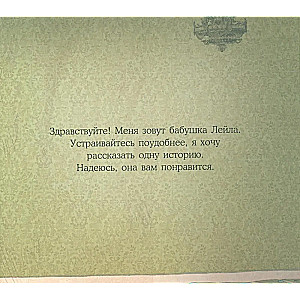 Здравствуйте! Меня зовут бабушка Лейла.
Устраивайтесь поудобнее, я хочу
рассказать одну историю.
Надеюсь, она вам понравится.